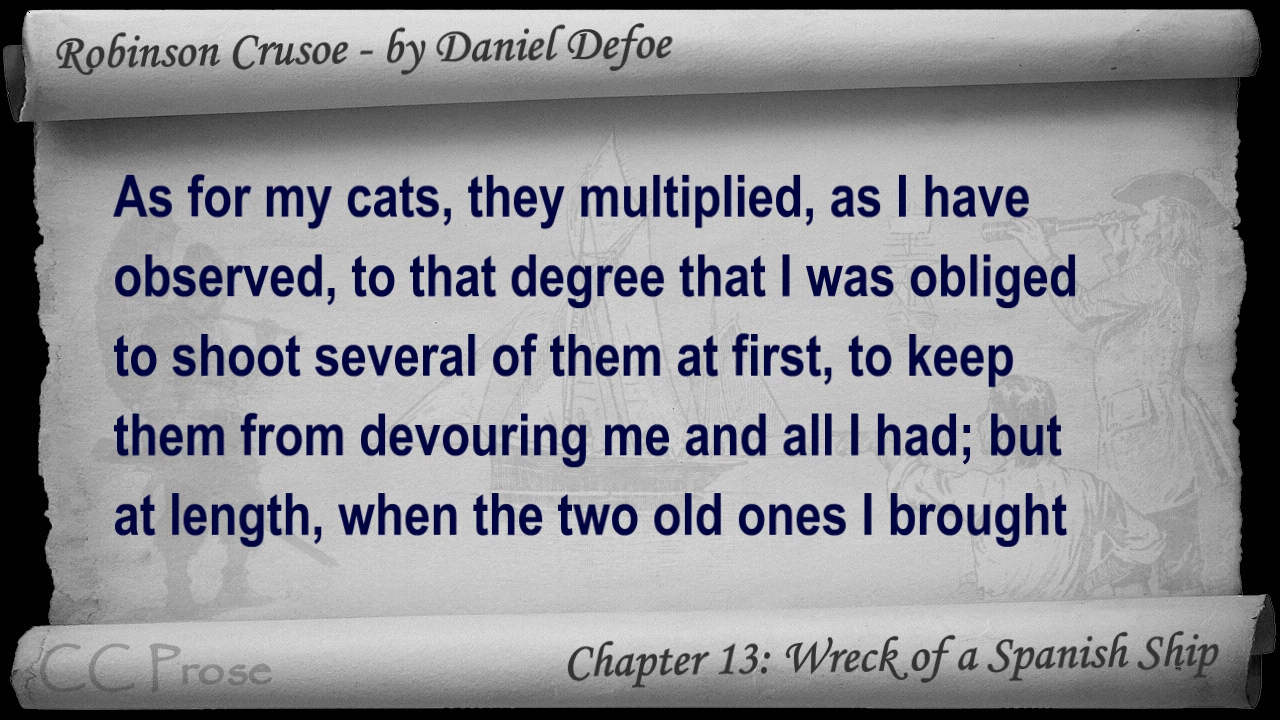 Robinson Crusoe - by Daniel Defoe
As for my cats, they multiplied, as I have
observed, to that degree that I was obliged
to shoot several of them at first, to keep
them from devouring me and all I had; but
at length, when the two old ones I brought
CC Prose
Chapter 13: Wreck of a Spanish Ship